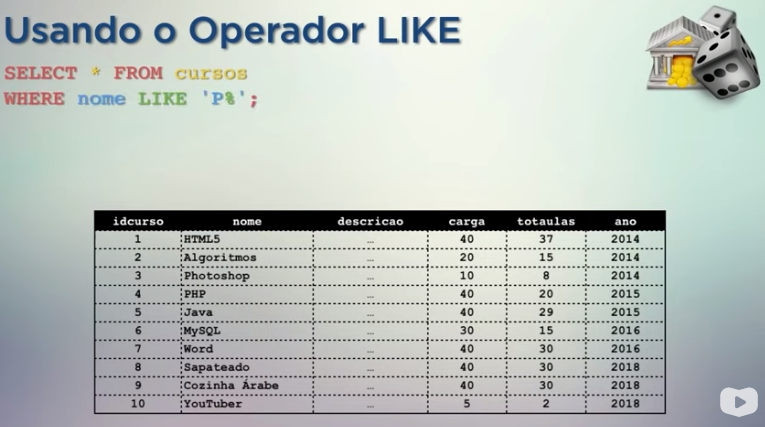 Usando o Operador LIKE
SELECT * FROM cursos
WHERE nome LIKE 'P%';
idcurso nome descricao carga totaulas ano
1 HTML5 … 40 37 2014
2 Algoritmos … 20 15 2014
3 Photoshop … 10 8 2014
4 PHP … 40 20 2015
5 Java … 40 29 2015
6 MySQL … 30 15 2016
7 Word … 40 30 2016
8 Sapateado … 40 30 2018
9 Cozinha Árabe … 40 30 2018
10 YouTuber … 5 2 2018